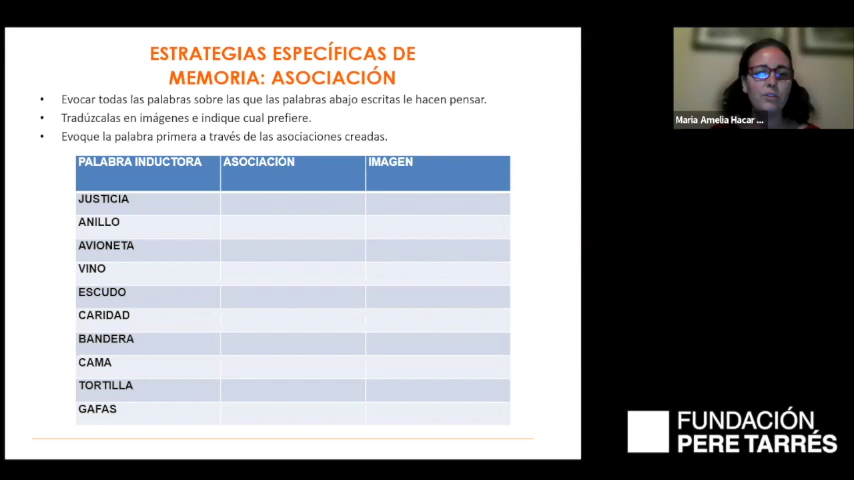 ESTRATEGIAS ESPECÍFICAS DE
MEMORIA: ASOCIACIÓN
• Evocar todas las palabras sobre las que las palabras abajo escritas le hacen pensar.
• Tradúzcalas en imágenes e indique cual prefiere.
• Evoque la palabra primera a través de las asociaciones creadas.
PALABRA INDUCTORA ASOCIACIÓN IMAGEN
JUSTICIA
ANILLO
AVIONETA
VINO
ESCUDO
CARIDAD
BANDERA
CAMA
TORTILLA
GAFAS
Maria Amelia Hacar ...
FUNDACIÓN
PERE TARRÉS